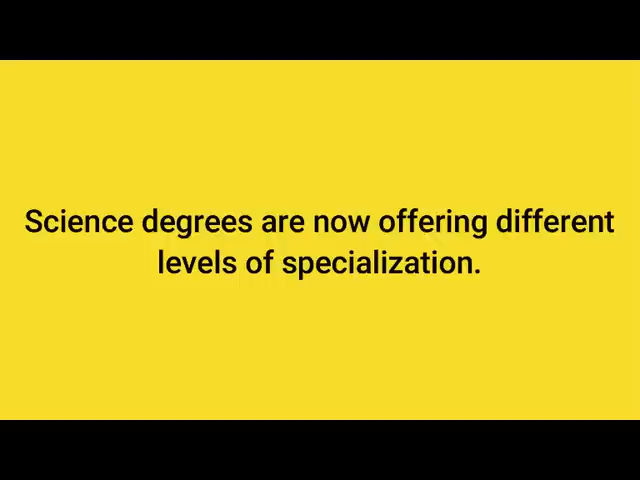 Science degrees are now offering different
levels of specialization.